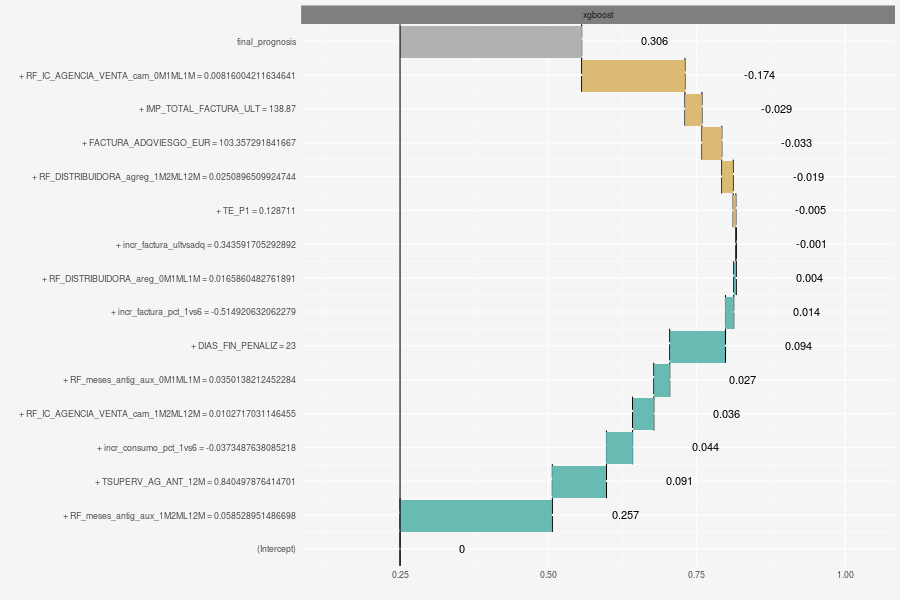 xgboost
final_prognosis
0.306
+ RF_IC_AGENCIA_VENTA_cam_0M1ML1M = 0.00816004211634641
-0.174
+ IMP_TOTAL_FACTURA_ULT = 138.87
-0.029
+ FACTURA_ADQVIESGO_EUR = 103.357291841667
-0.033
+ RF_DISTRIBUIDORA_agreg_1M2ML12M = 0.0250896509924744
-0.019
+ TE_P1 = 0.128711
-0.005
+ incr_factura_ultvsadq = 0.343591705292892
-0.001
+ RF_DISTRIBUIDORA_areg_0M1ML1M = 0.0165860482761891
0.004
+ incr_factura_pct_1vs6 = -0.514920632062279
0.014
+ DIAS_FIN_PENALIZ = 23
0.094
+ RF_meses_antig_aux_0M1ML1M = 0.0350138212452284
0.027
+ RF_IC_AGENCIA_VENTA_cam_1M2ML12M = 0.0102717031146455
0.036
+ incr_consumo_pct_1vs6 = -0.0373487638085218
0.044
+ TSUPERV_AG_ANT_12M = 0.840497876414701
0.091
+ RF_meses_antig_aux_1M2ML12M = 0.058528951486698
0.257
(Intercept)
0
0.25 0.50 0.75 1.00